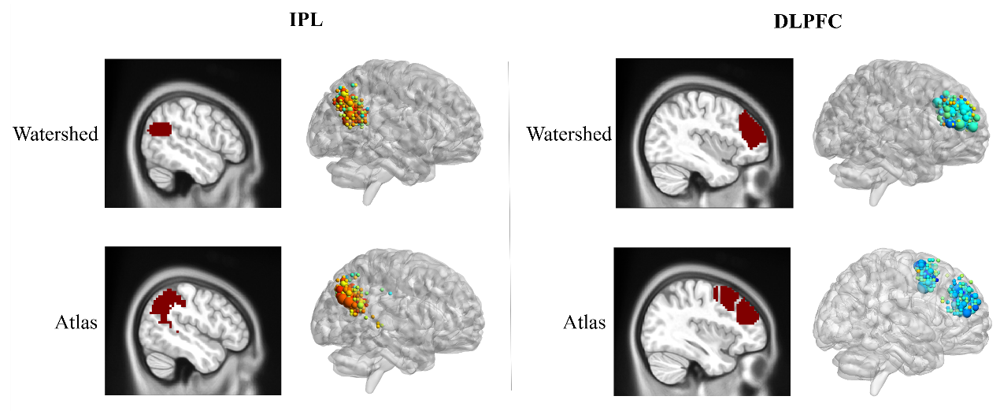 IPL
DLPFC
Watershed
Watershed
Atlas
Atlas